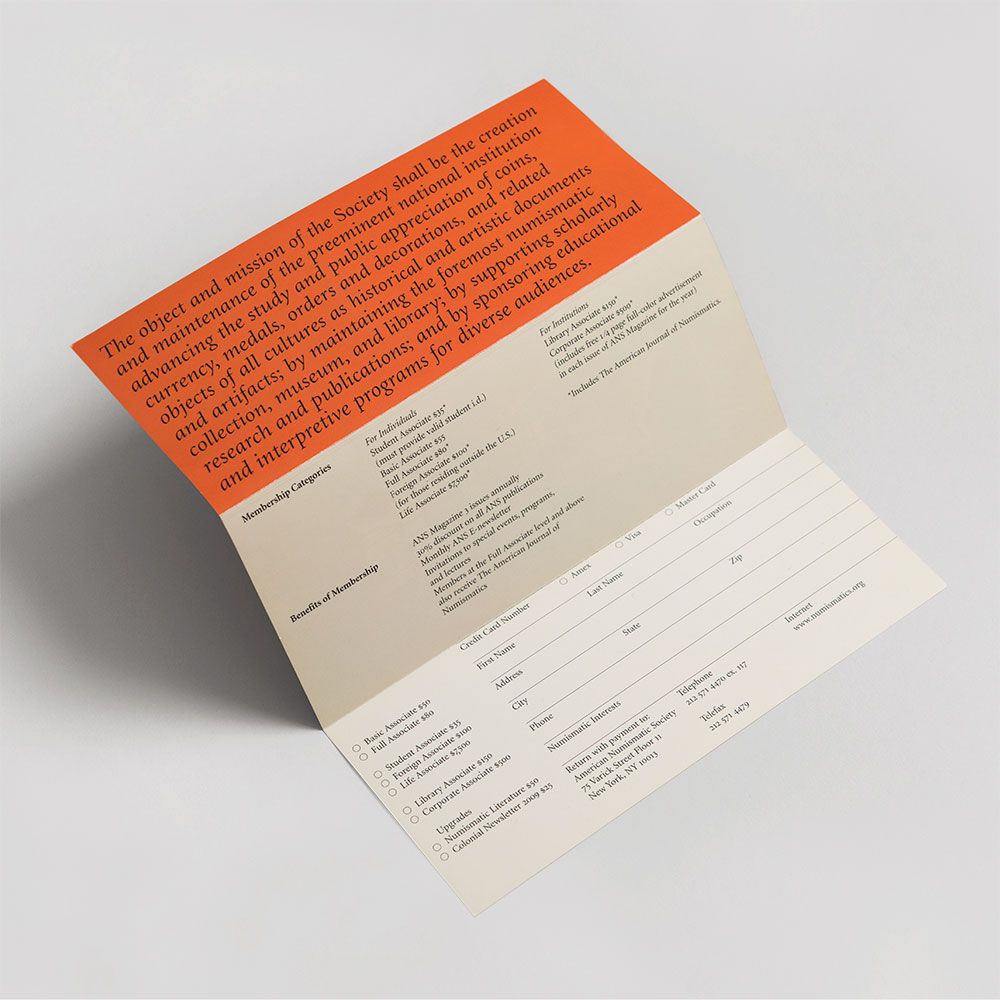 The object and mission of the Society shall be the creation
and maintenance of the preeminent national institution
advancing the study and public appreciation of coins,
currency, medals, orders and decorations, and related
objects of all cultures as historical and artistic documents
and artifacts; by maintaining the foremost numismatic
collection, museum, and library; by supporting scholarly
research and publications; and by sponsoring educational
and interpretive programs for diverse audiences.
Membership Categories
For Individuals
Student Associate $35*
(must provide valid student i.d.)
Basic Associate $55
Full Associate $80*
Foreign Associate $100*
(for those residing outside the U.S.)
Life Associate $7,500*
For Institutions
Library Associate $150*
Corporate Associate $500*
(includes free 1/4 page full-color advertisement
in each issue of ANS Magazine for the year)
*Includes The American Journal of Numismatics.
Benefits of Membership
ANS Magazine 3 issues annually
30% discount on all ANS publications
Monthly ANS E-newsletter
Invitations to special events, programs,
and lectures
Members at the Full Associate level and above
also receive The American Journal of
Numismatics
Basic Associate $50
Full Associate $80
Student Associate $35
Foreign Associate $100
Life Associate $7,500
Library Associate $150
Corporate Associate $500
Upgrades
Numismatic Literature $50
Colonial Newsletter 2009 $25
Credit Card Number
Amex
Visa
Master Card
First Name
Last Name
Occupation
Address
City
State
Zip
Phone
Numismatic Interests
Return with payment to:
American Numismatic Society
75 Varick Street Floor 11
New York, NY 10013
Telephone
212 571 4470 ex. 117
Telefax
212 571 4479
Internet
www.numismatics.org